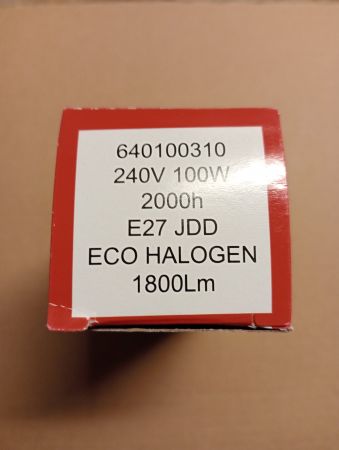 640100310
240V 100W
2000h
E27 JDD
ECO HALOGEN
1800Lm